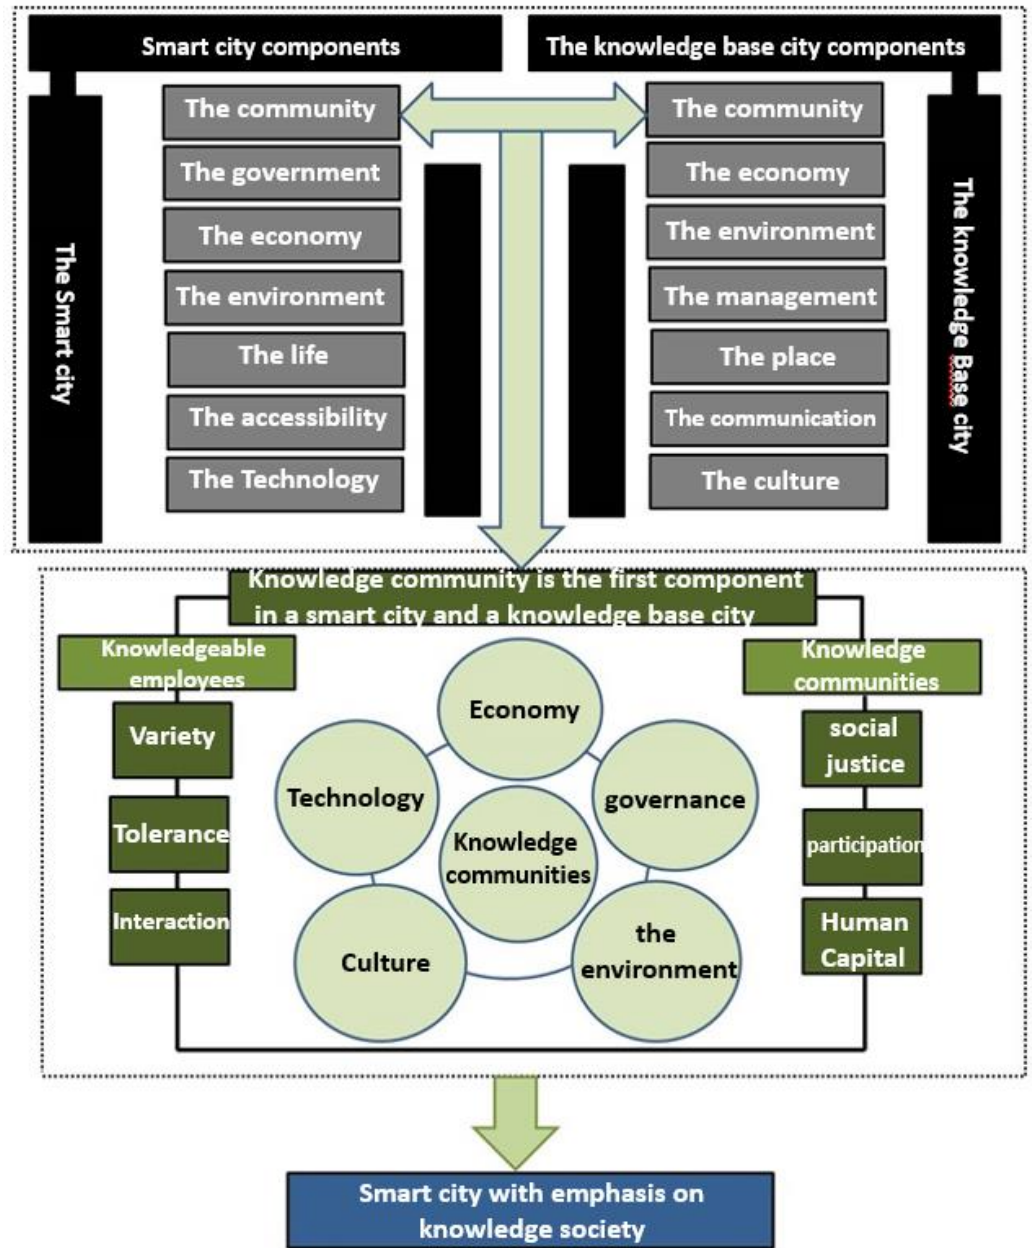 Smart city components
The knowledge base city components
The Smart city
The community
The government
The economy
The environment
The life
The accessibility
The Technology
The community
The economy
The environment
The management
The place
The communication
The culture
The knowledge Base city
Knowledge community is the first component
in a smart city and a knowledge base city
Knowledgeable
employees
Variety
Tolerance
Interaction
Economy
Technology
governance
Knowledge
communities
Culture
the
environment
Knowledge
communities
social
justice
participation
Human
Capital
Smart city with emphasis on
knowledge society